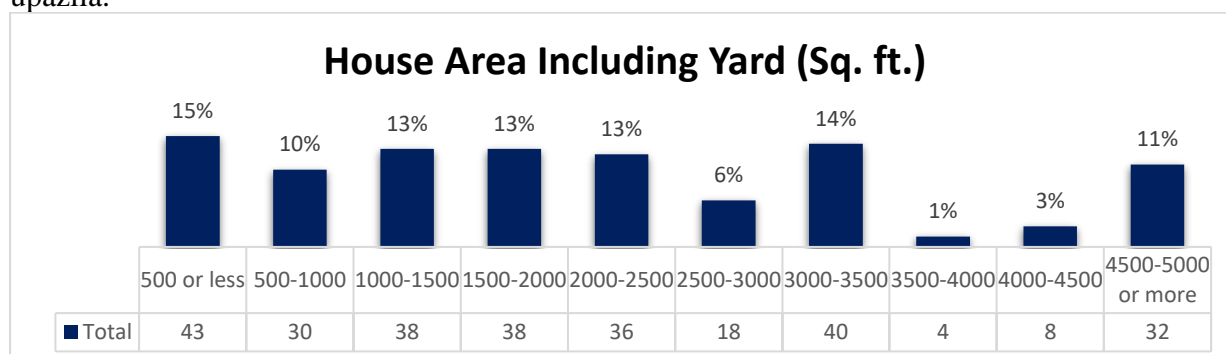 upazila.
House Area Including Yard (Sq. ft.)
15% 10% 13% 13% 13% 6% 14% 1% 3% 11%
500 or less 500-1000 1000-1500 1500-2000 2000-2500 2500-3000 3000-3500 3500-4000 4000-4500 4500-5000
or more
Total 43 30 38 38 36 18 40 4 8 32